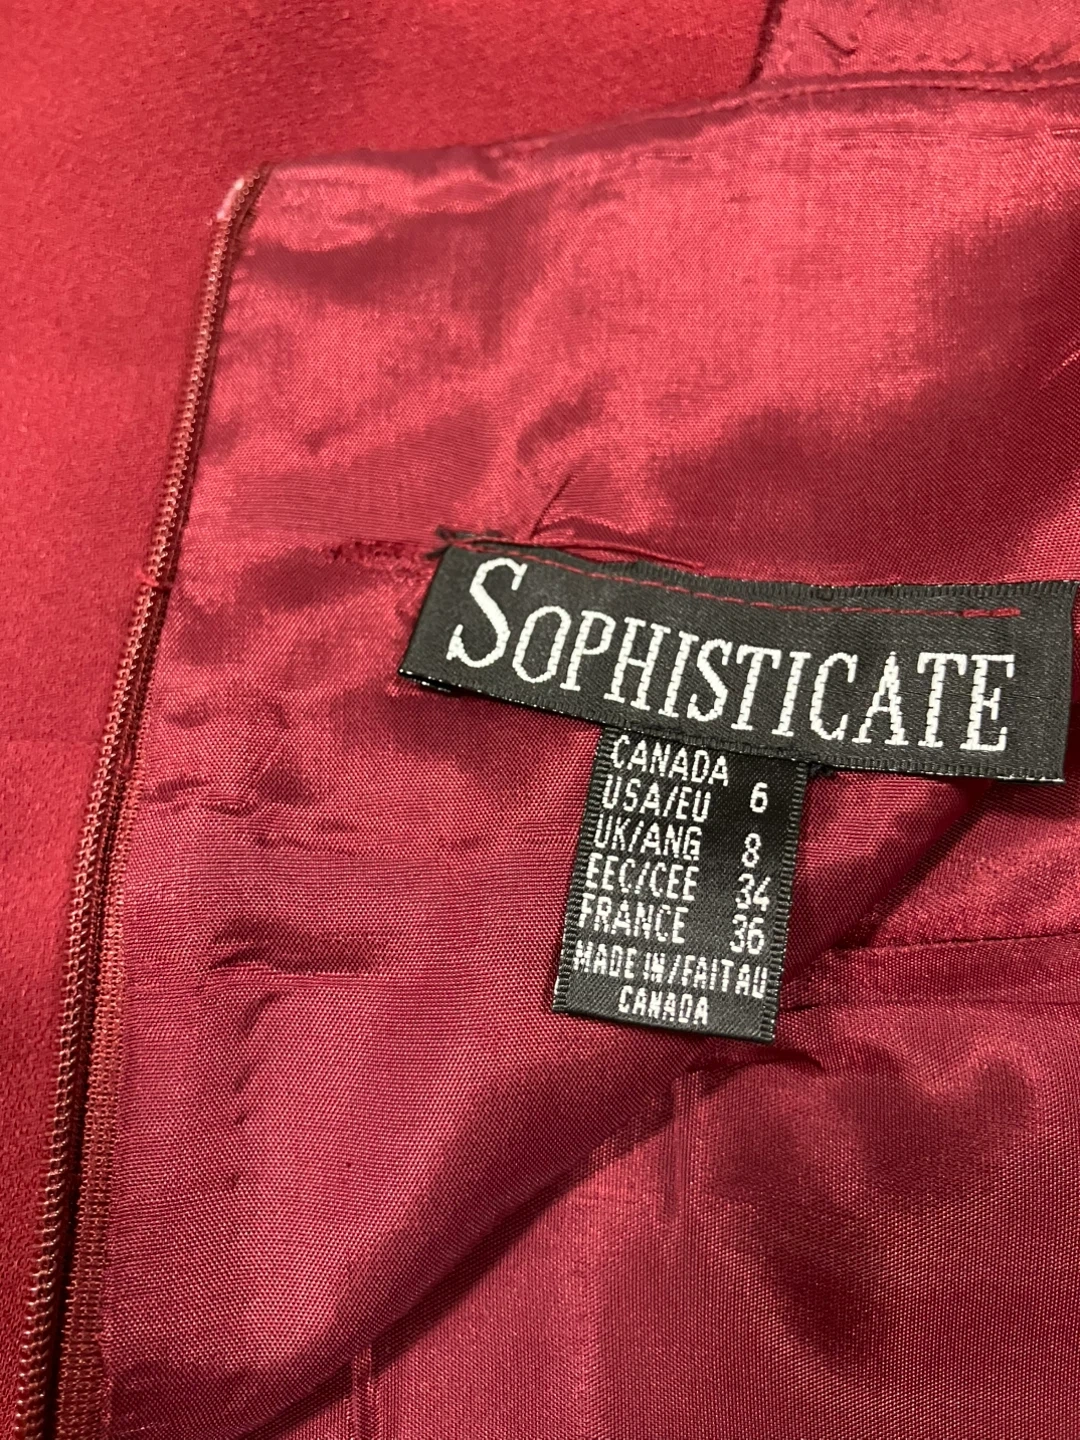 SOPHISTICATE
CANADA
USA/EU 6
UK/ANG 8
EEC/CEE 34
FRANCE 36
MADE IN/FAIT AU
CANADA